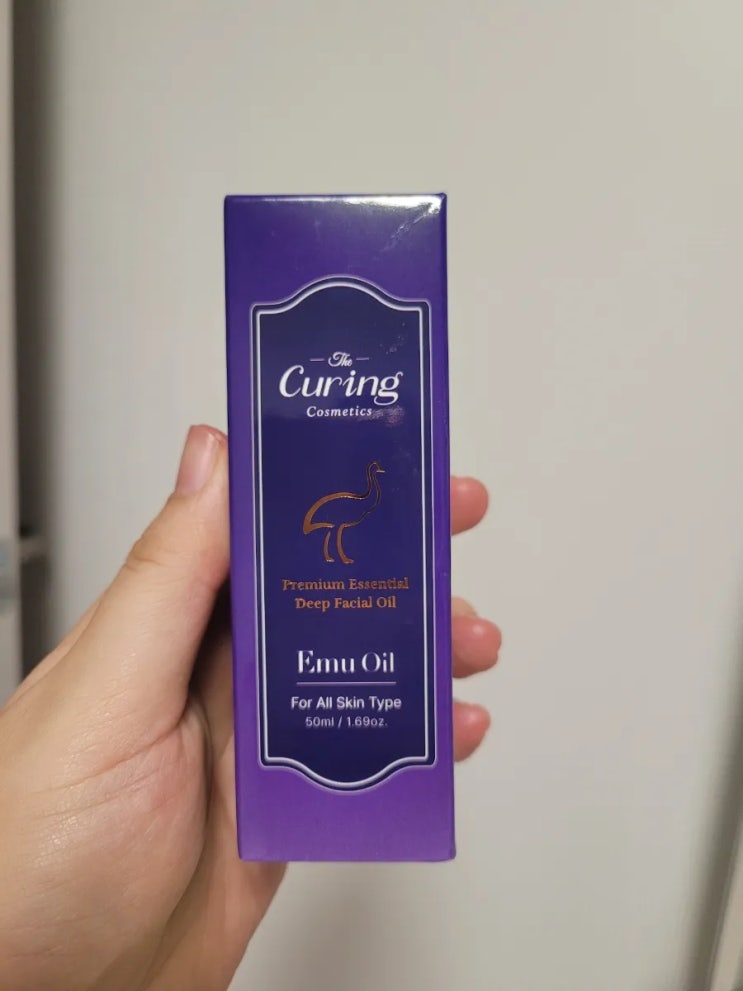 The
Curing
Cosmetics
Premium Essential
Deep Facial Oil
Emu Oil
For All Skin Type
50ml / 1.69oz.